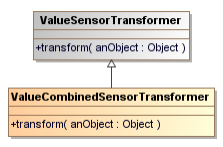 ValueSensorTransformer
+transform( anObject : Object )
ValueCombinedSensorTransformer
+transform( anObject : Object )